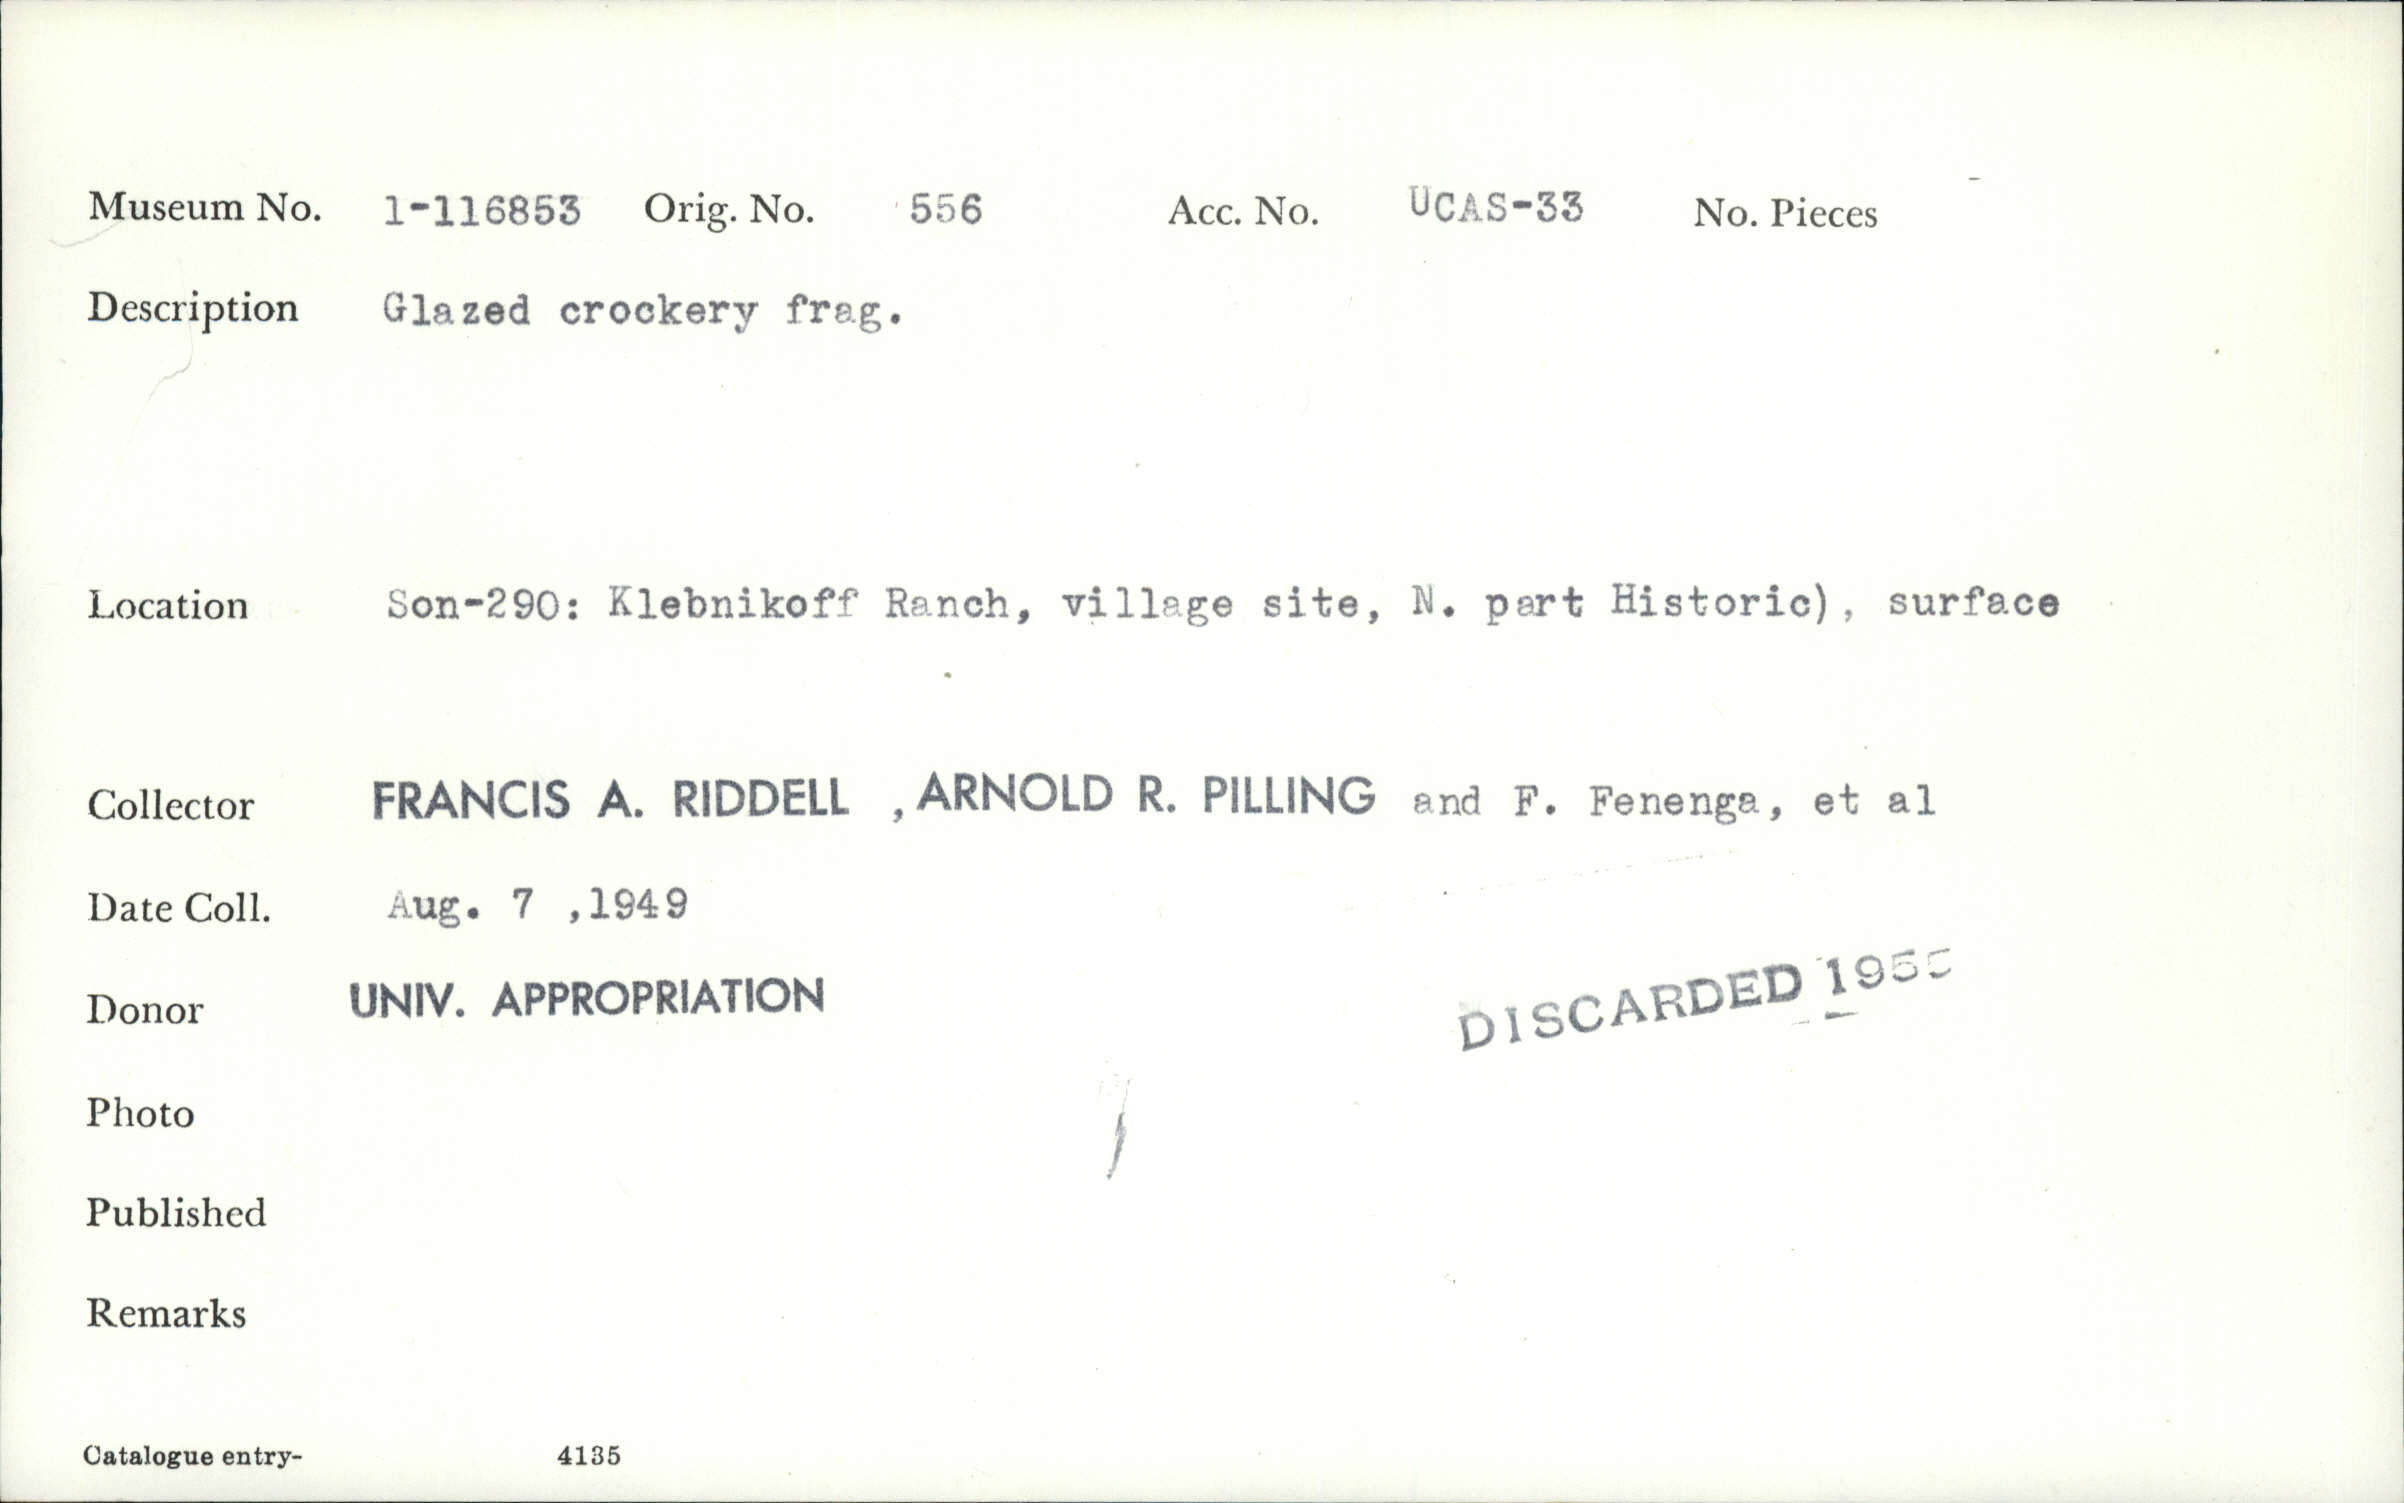 Museum No. 1-116853 Orig. No. 556 Acc. No. UCAS-33 No. Pieces
Description Glazed crockery frag.
Location Son-290: Klebnikoff Ranch, village site, N. part Historic), surface
Collector FRANCIS A. RIDDELL , ARNOLD R. PILLING and F. Fenenga, et al
Date Coll. Aug. 7 ,1949
Donor UNIV. APPROPRIATION
DISCARDED 1955
Photo
Published
Remarks
Catalogue entry- 4135